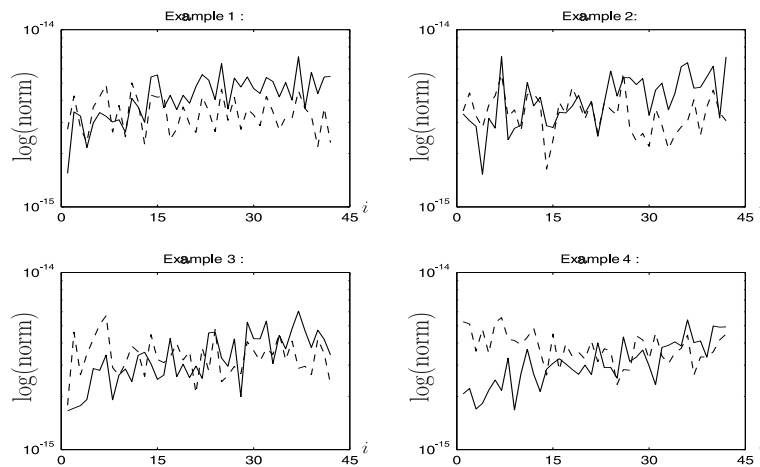 Example 1 :
10^-14
log(norm)
10^-15
0 15 30 45 i
Example 2:
10^-14
log(norm)
10^-15
0 15 30 45
Example 3 :
10^-14
log(norm)
10^-15
0 15 30 45 i
Example 4 :
10^-14
log(norm)
10^-15
0 15 30 45